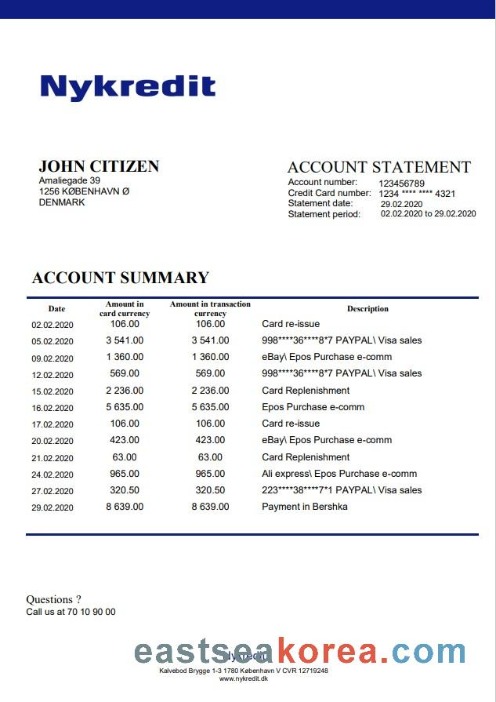 Nykredit
JOHN CITIZEN
Amaliegade 39
1256 KØBENHAVN Ø
DENMARK
ACCOUNT STATEMENT
Account number: 123456789
Credit Card number: 1234 **** **** 4321
Statement date: 29.02.2020
Statement period: 02.02.2020 to 29.02.2020
ACCOUNT SUMMARY
Date Amount in card currency Amount in transaction currency Description
02.02.2020 106.00 106.00 Card re-issue
05.02.2020 3 541.00 3 541.00 998****36****8*7 PAYPAL\ Visa sales
09.02.2020 1 360.00 1 360.00 eBay\ Epos Purchase e-comm
12.02.2020 569.00 569.00 998****36****8*7 PAYPAL\ Visa sales
15.02.2020 2 236.00 2 236.00 Card Replenishment
16.02.2020 5 635.00 5 635.00 Epos Purchase e-comm
17.02.2020 106.00 106.00 Card re-issue
20.02.2020 423.00 423.00 eBay\ Epos Purchase e-comm
21.02.2020 63.00 63.00 Card Replenishment
24.02.2020 965.00 965.00 Ali express\ Epos Purchase e-comm
27.02.2020 320.50 320.50 223****38****7*1 PAYPAL\ Visa sales
29.02.2020 8 639.00 8 639.00 Payment in Bershka
Questions ?
Call us at 70 10 90 00
eastseakorea.com
Nykredit
Kalvebod Brygge 1-3 1780 København V CVR 12719248
www.nykredit.dk